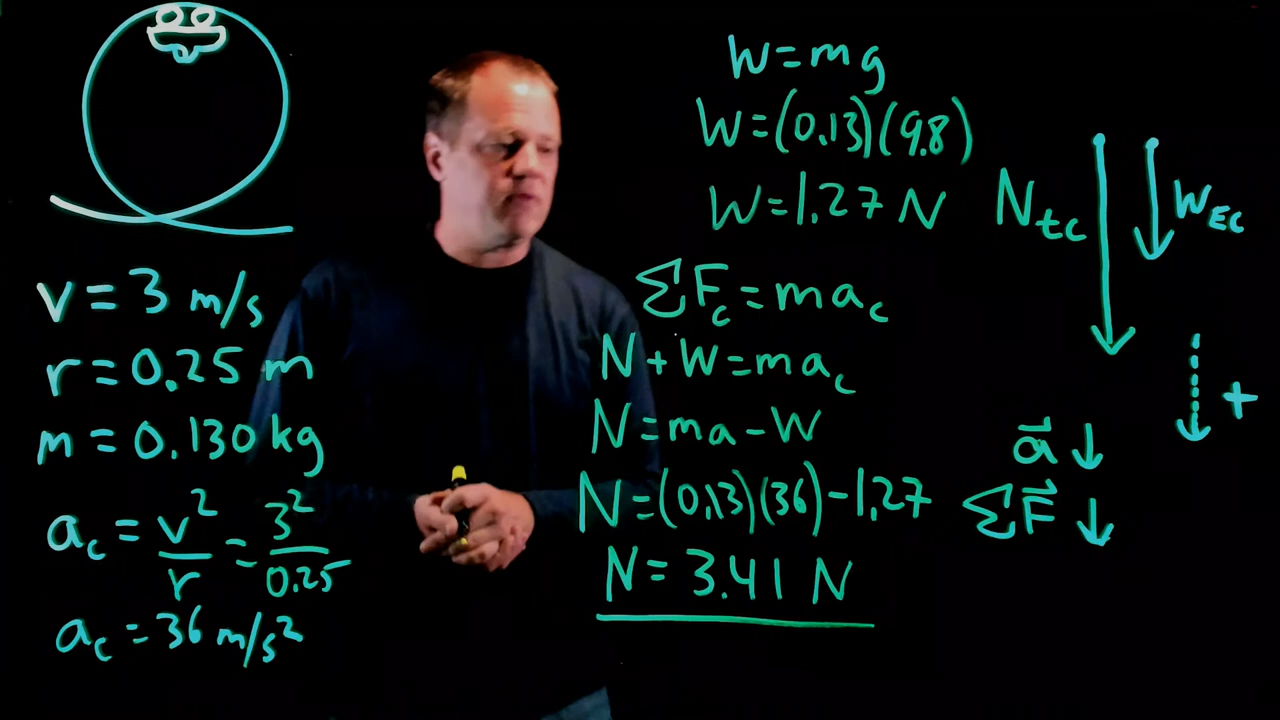 v = 3 m/s
r = 0.25 m
m = 0.130 kg
a_c = v²/r = 3²/0.25
a_c = 36 m/s²
W = mg
W = (0.13)(9.8)
W = 1.27 N
ΣF_c = ma_c
N + W = ma_c
N = ma - W
N = (0.13)(36) - 1.27
N = 3.41 N
N_tc
W_EC
+
a⃗ ↓
ΣF⃗ ↓